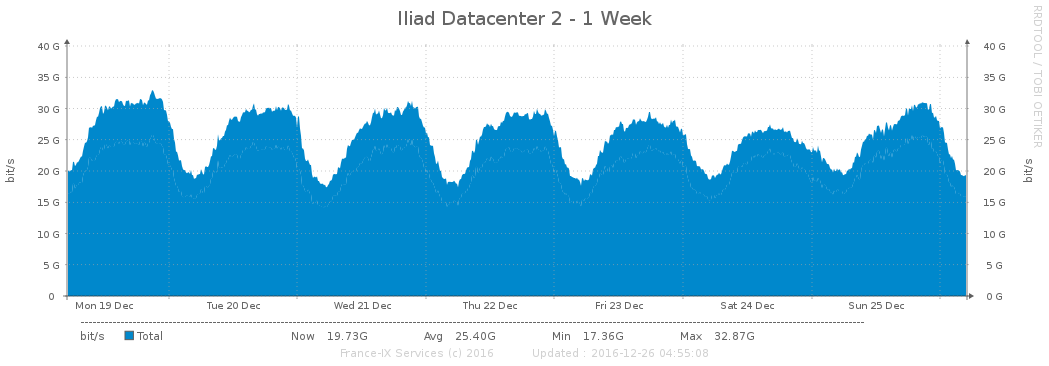 Iliad Datacenter 2 - 1 Week
RRDTOOL / TOBI OETIKER
bit/s
40 G 40 G
35 G 35 G
30 G 30 G
25 G 25 G
20 G 20 G
15 G 15 G
10 G 10 G
5 G 5 G
0 0 G
bit/s
Mon 19 Dec Tue 20 Dec Wed 21 Dec Thu 22 Dec Fri 23 Dec Sat 24 Dec Sun 25 Dec
bit/s Total Now 19.73G Avg 25.40G Min 17.36G Max 32.87G
France-IX Services (c) 2016 Updated : 2016-12-26 04:55:08